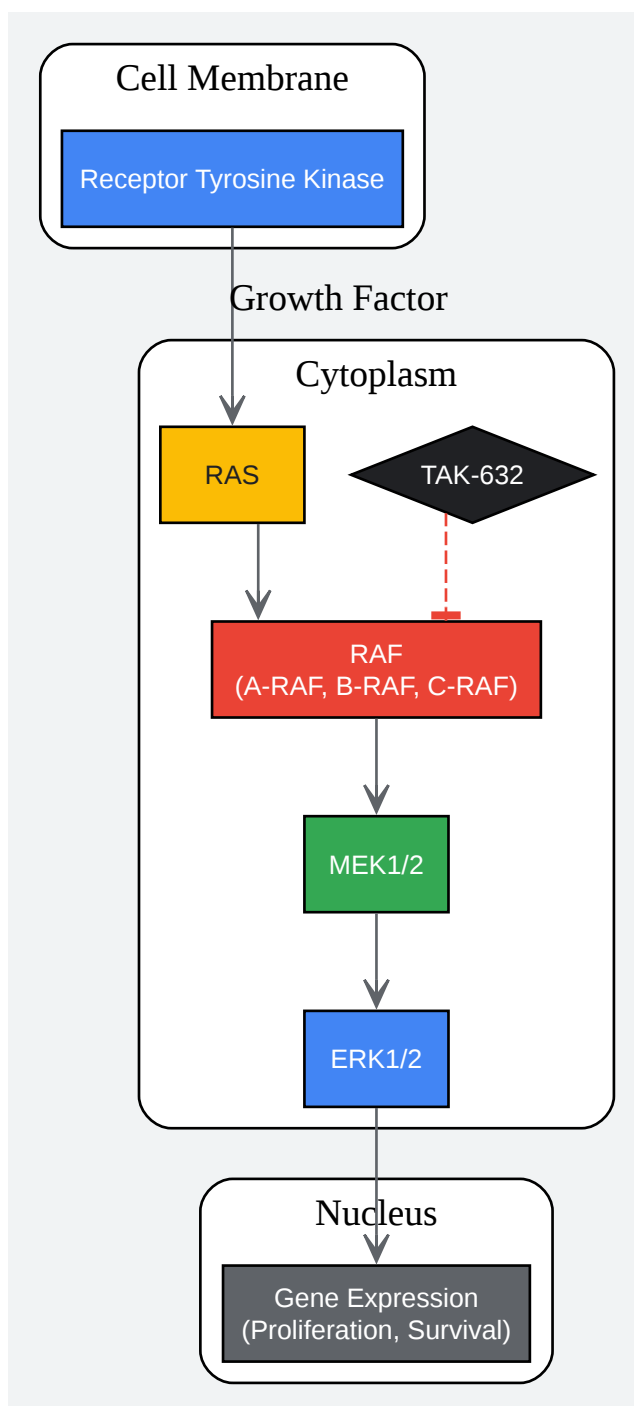 Cell Membrane
Receptor Tyrosine Kinase
Growth Factor
Cytoplasm
RAS
TAK-632
RAF
(A-RAF, B-RAF, C-RAF)
MEK1/2
ERK1/2
Nucleus
Gene Expression
(Proliferation, Survival)